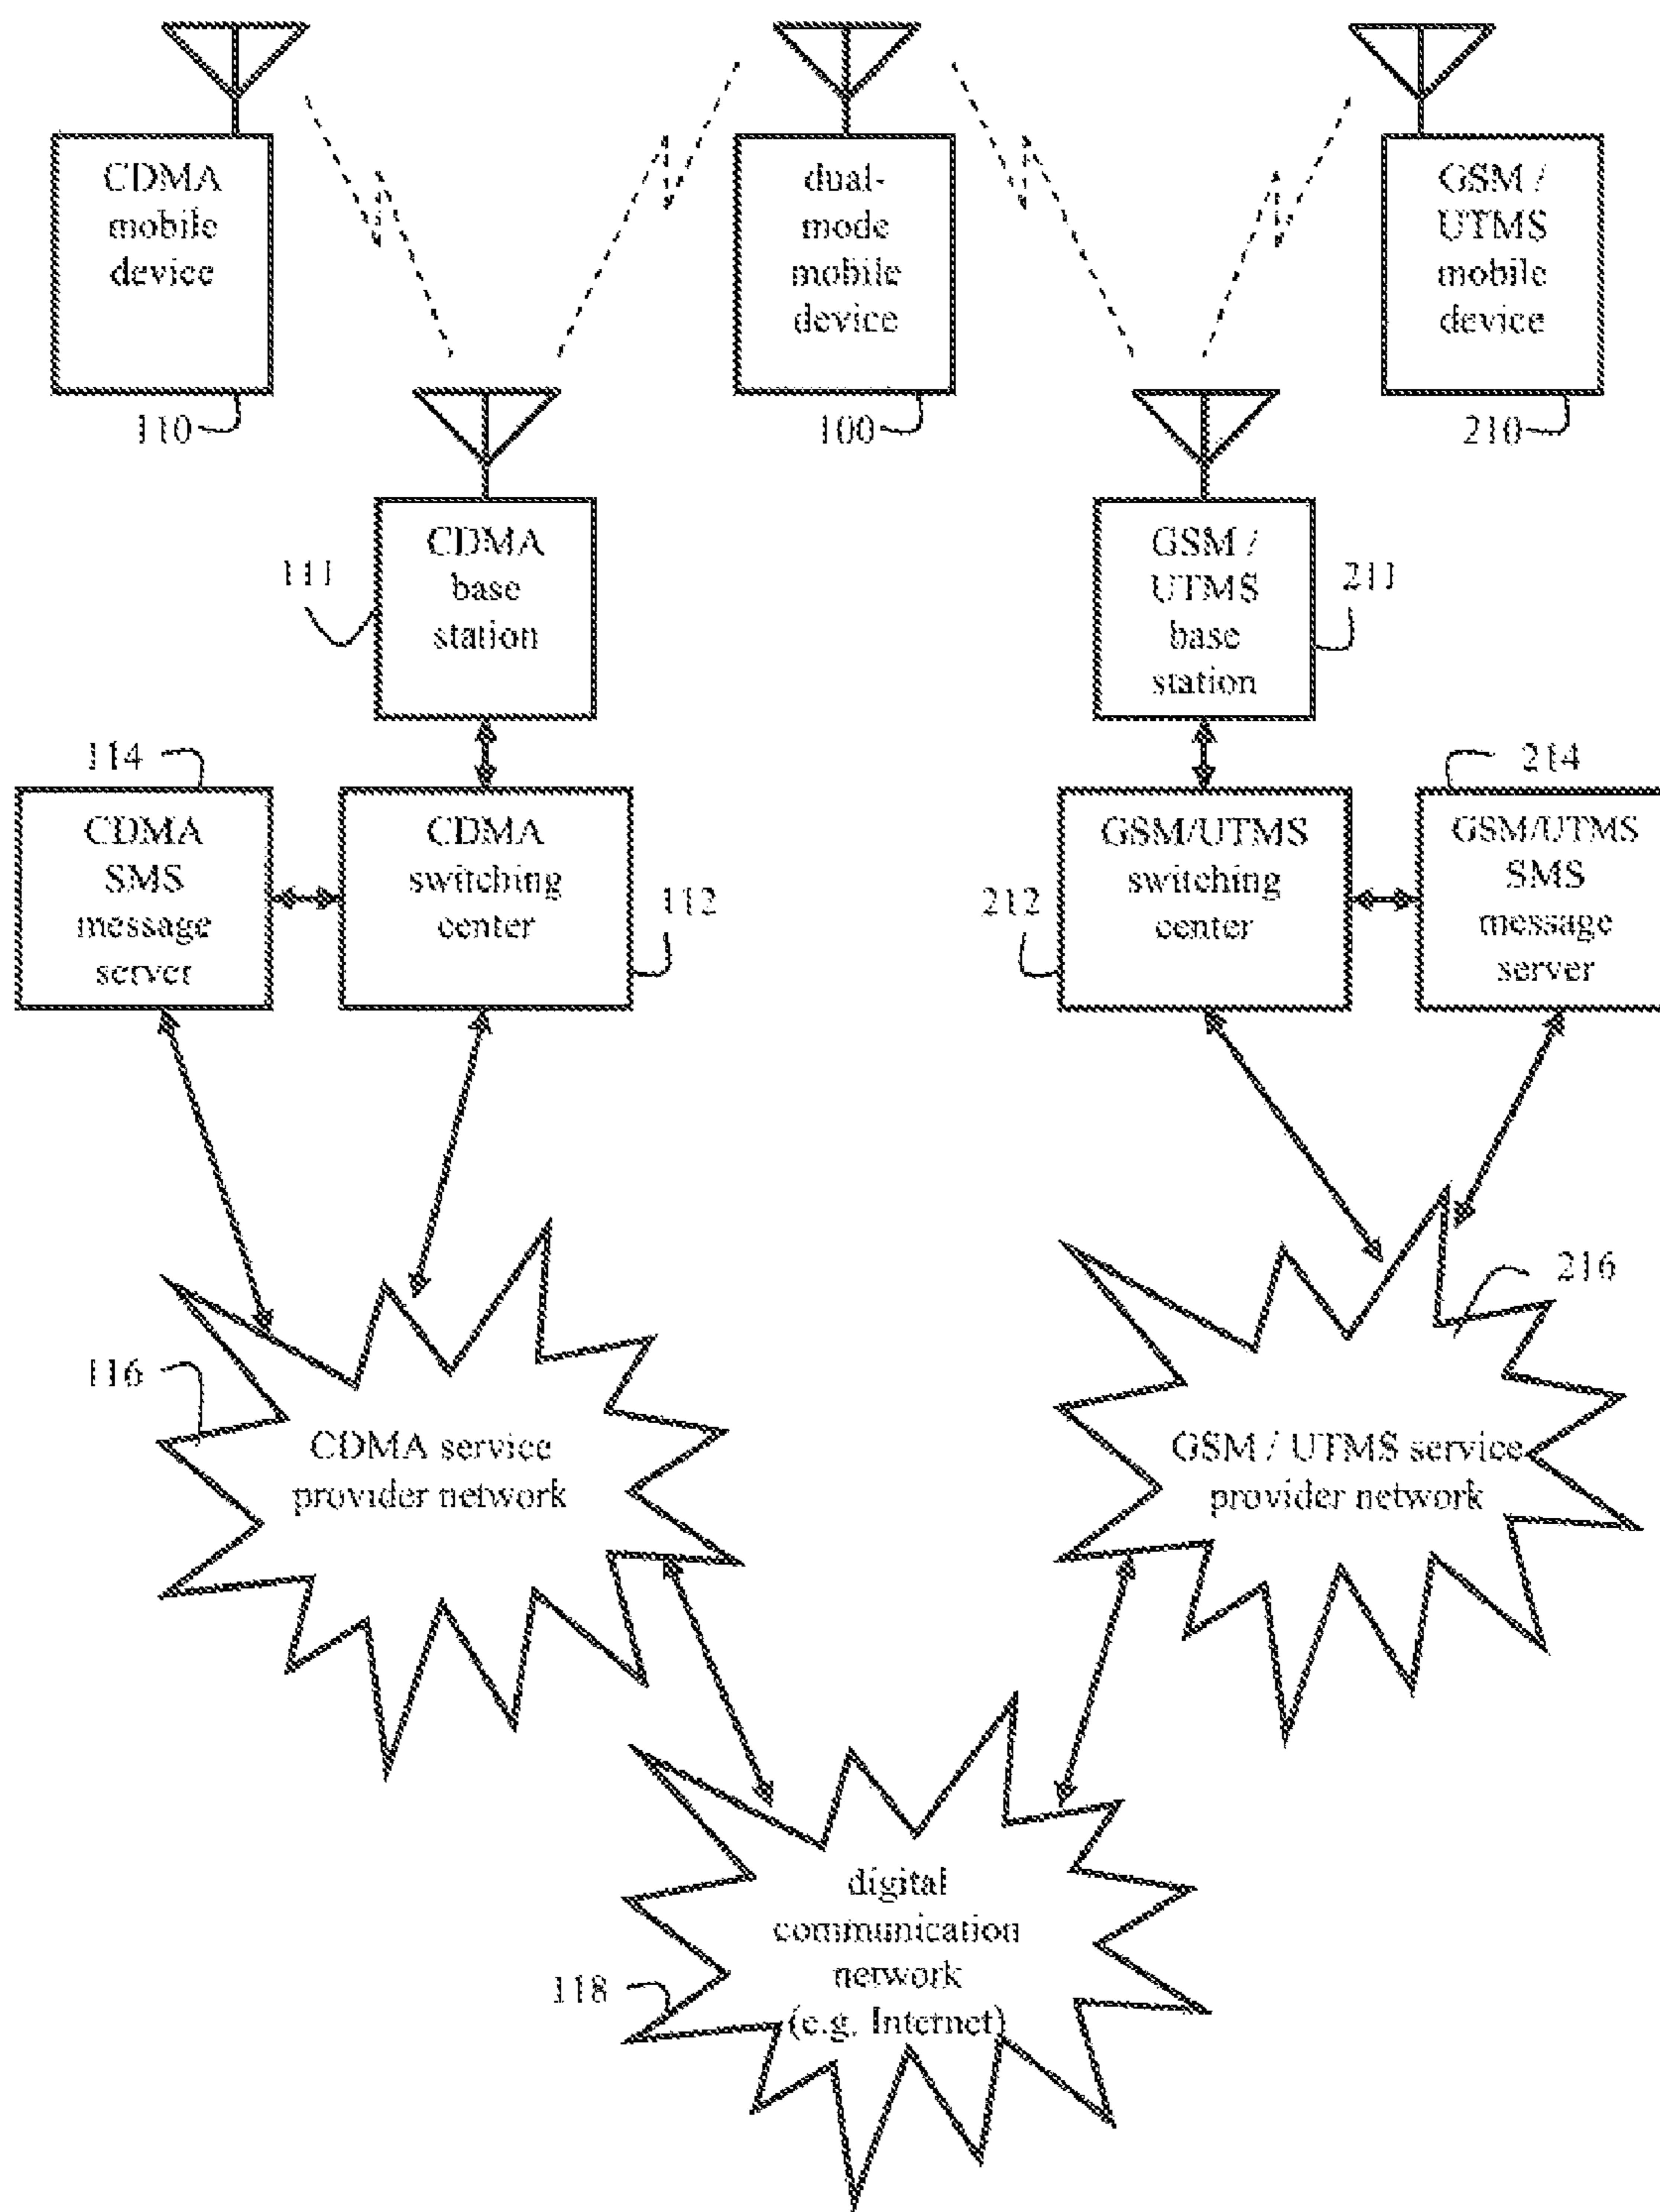 CDMA
mobile
device
dual-
mode
mobile
device
GSM /
UTMS
mobile
device
110
100
210
CDMA
base
station
111
GSM /
UTMS
base
station
211
114
214
CDMA
SMS
message
server
CDMA
switching
center
112
212
GSM/UTMS
switching
center
GSM/UTMS
SMS
message
server
216
116
CDMA service
provider network
GSM / UTMS service
provider network
digital
communication
network
(e.g. Internet)
118